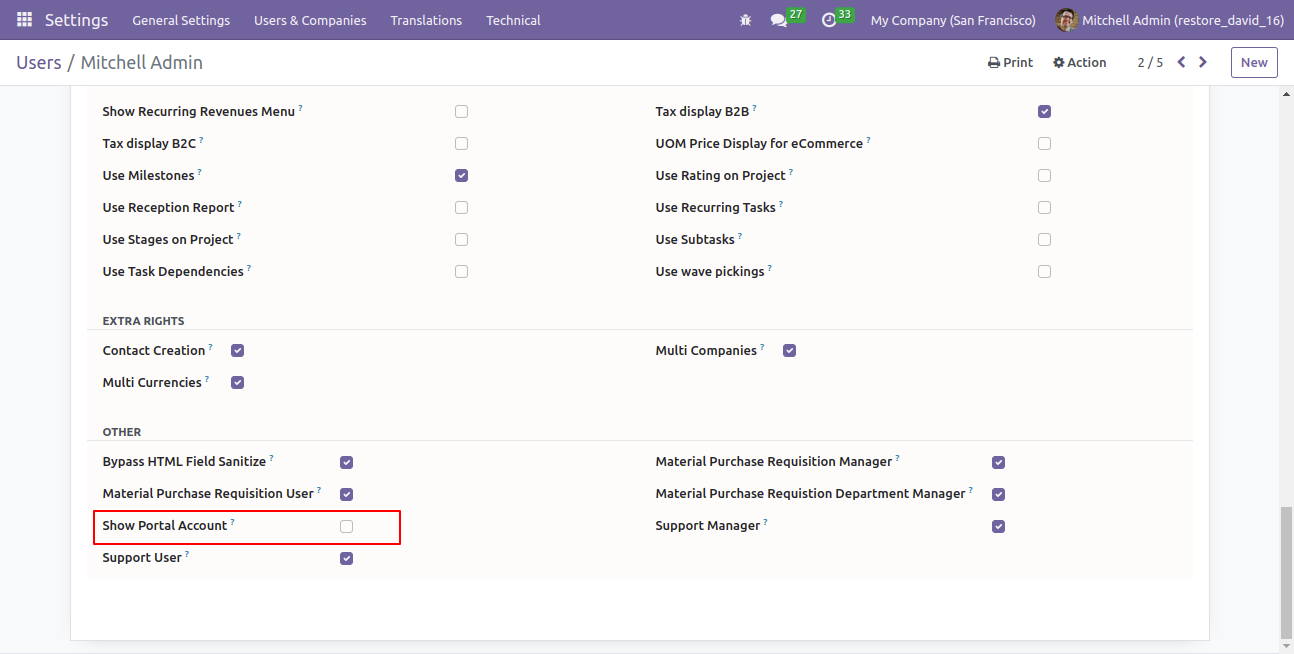 Settings General Settings Users & Companies Translations Technical 27 33 My Company (San Francisco) Mitchell Admin (restore_david_16)
Users / Mitchell Admin Print Action 2 / 5 New
Show Recurring Revenues Menu ? Tax display B2B ?
Tax display B2C ? UOM Price Display for eCommerce ?
Use Milestones ? Use Rating on Project ?
Use Reception Report ? Use Recurring Tasks ?
Use Stages on Project ? Use Subtasks ?
Use Task Dependencies ? Use wave pickings ?
EXTRA RIGHTS
Contact Creation ? Multi Companies ?
Multi Currencies ?
OTHER
Bypass HTML Field Sanitize ? Material Purchase Requisition Manager ?
Material Purchase Requisition User ? Material Purchase Requistion Department Manager ?
Show Portal Account ? Support Manager ?
Support User ?